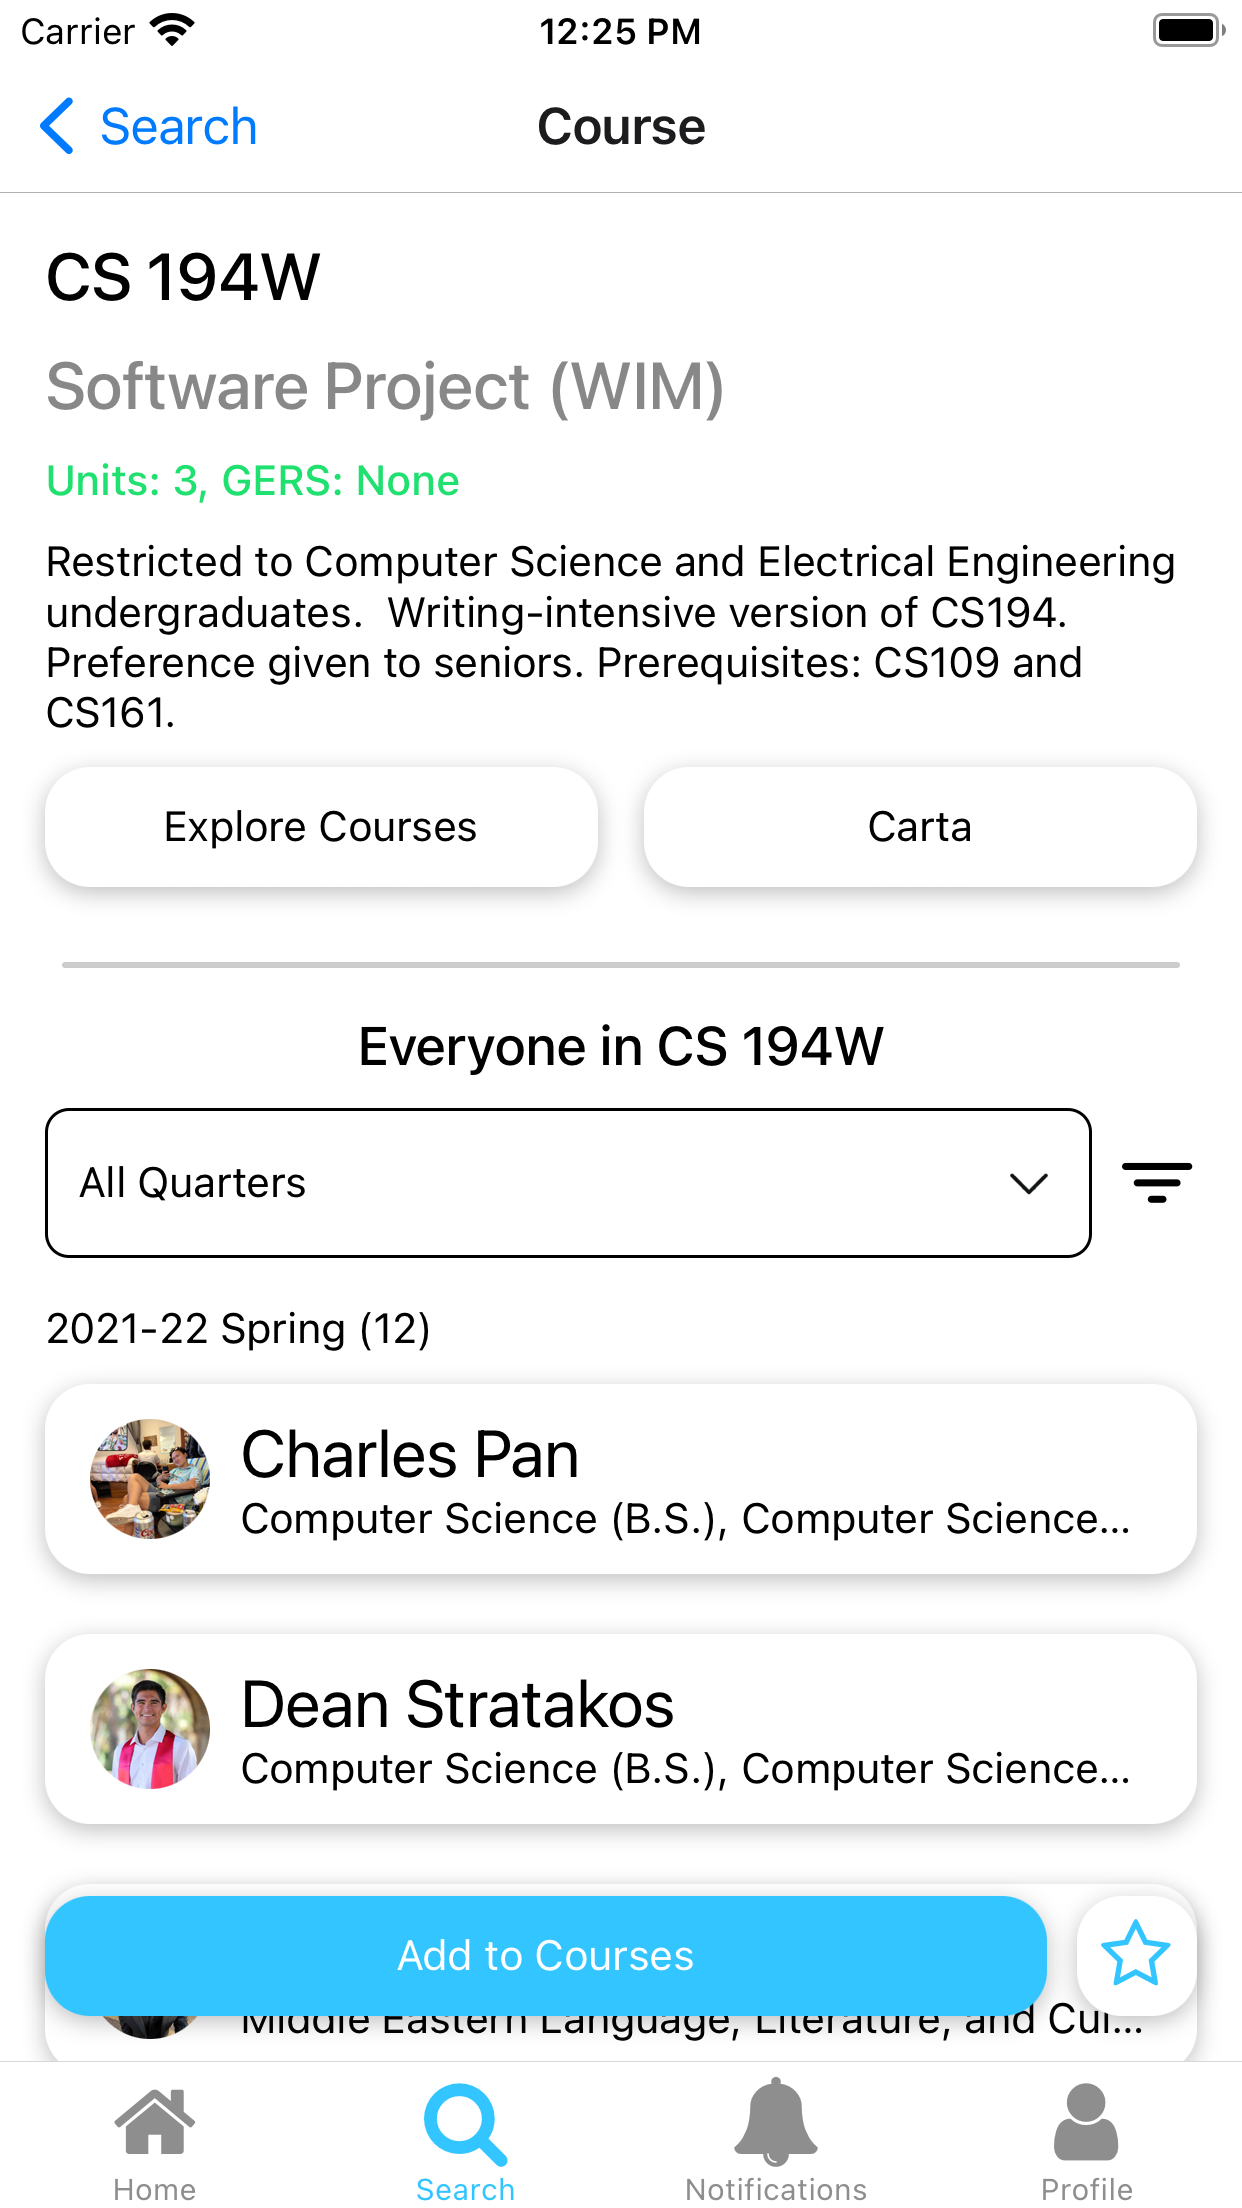 Carrier 12:25 PM
Search Course
CS 194W
Software Project (WIM)
Units: 3, GERS: None
Restricted to Computer Science and Electrical Engineering
undergraduates.  Writing-intensive version of CS194.
Preference given to seniors. Prerequisites: CS109 and
CS161.
Explore Courses Carta
Everyone in CS 194W
All Quarters
2021-22 Spring (12)
Charles Pan
Computer Science (B.S.), Computer Science...
Dean Stratakos
Computer Science (B.S.), Computer Science...
Add to Courses
Middle Eastern Language, Literature, and Cul...
Home Search Notifications Profile